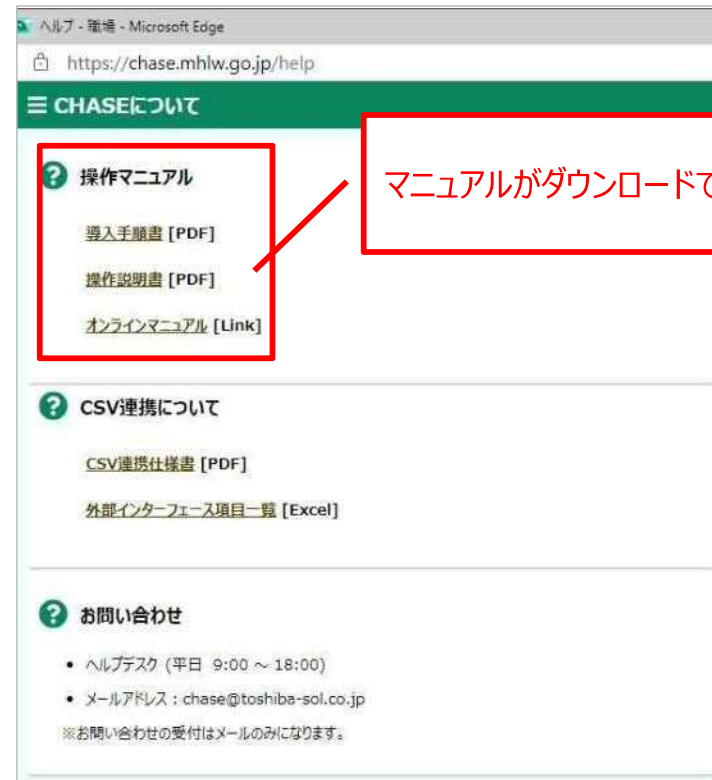 ヘルプ - 職場 - Microsoft Edge
https://chase.mhlw.go.jp/help
CHASEについて
操作マニュアル
マニュアルがダウンロードで
導入手順書 [PDF]
操作説明書 [PDF]
オンラインマニュアル [Link]
CSV連携について
CSV連携仕様書 [PDF]
外部インターフェース項目一覧 [Excel]
お問い合わせ
• ヘルプデスク (平日 9:00 ～ 18:00)
• メールアドレス : chase@toshiba-sol.co.jp
※お問い合わせの受付はメールのみになります。